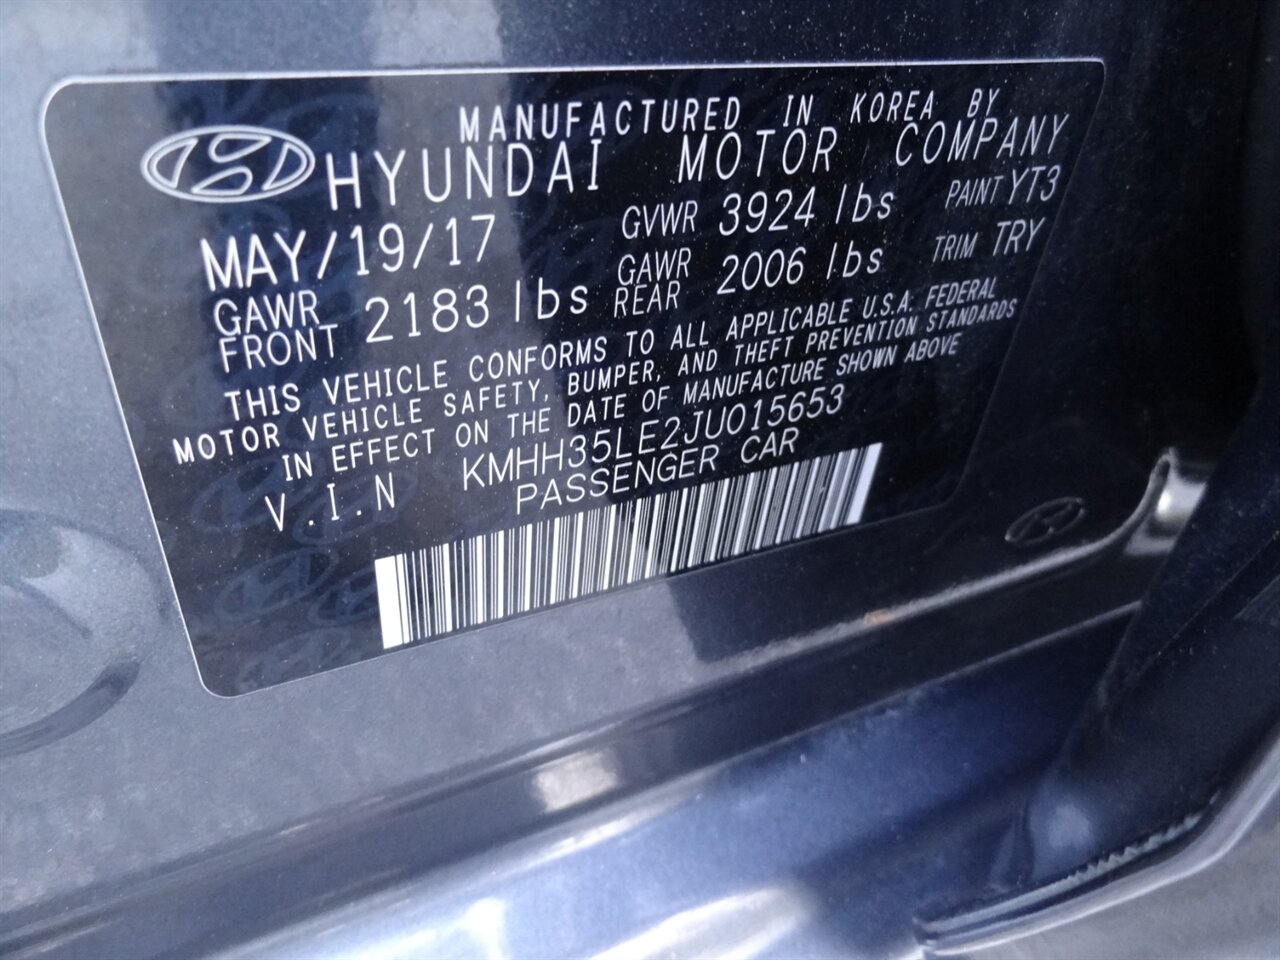 MANUFACTURED IN KOREA BY
HYUNDAI MOTOR COMPANY
MAY/19/17 GVWR 3924 lbs PAINT YT3
GAWR FRONT 2183 lbs GAWR REAR 2006 lbs TRIM TRY
THIS VEHICLE CONFORMS TO ALL APPLICABLE U.S.A. FEDERAL
MOTOR VEHICLE SAFETY, BUMPER, AND THEFT PREVENTION STANDARDS
IN EFFECT ON THE DATE OF MANUFACTURE SHOWN ABOVE
V.I.N KMHH35LE2JU015653
PASSENGER CAR